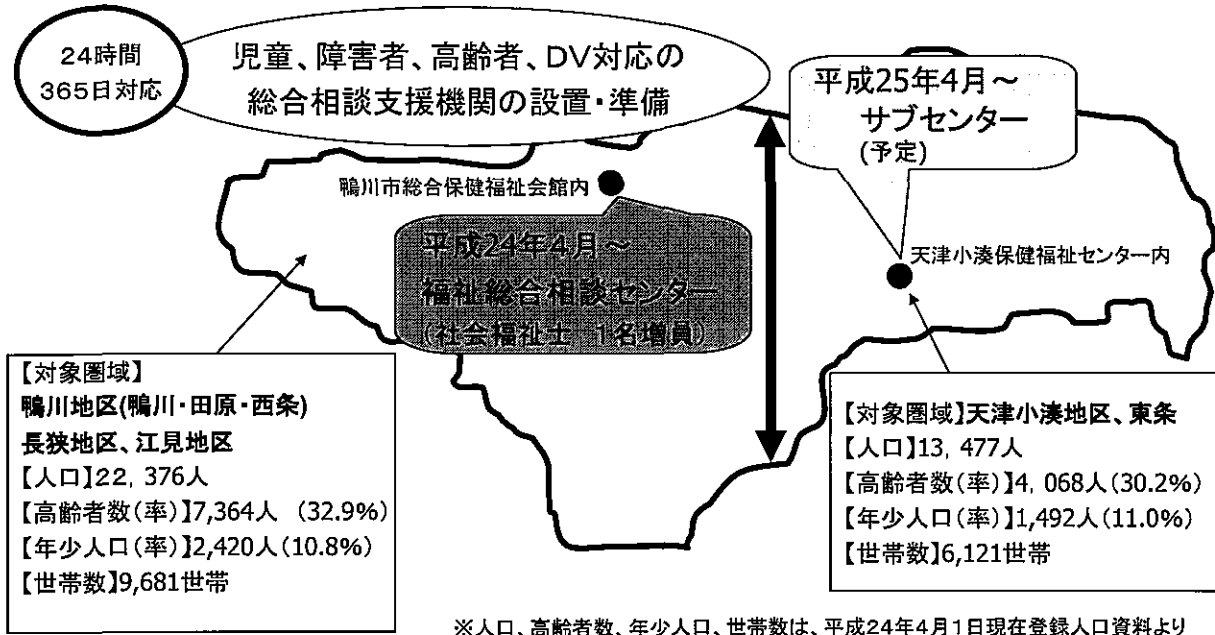 24時間
365日対応
児童、障害者、高齢者、DV対応の
総合相談支援機関の設置・準備
平成25年4月～
サブセンター
(予定)
鴨川市総合保健福祉会館内
平成24年4月～
福祉総合相談センター
(社会福祉士 1名増員)
天津小湊保健福祉センター内
【対象圏域】
鴨川地区(鴨川・田原・西条)
長狭地区、江見地区
【人口】22, 376人
【高齢者数(率)】7,364人 (32.9%)
【年少人口(率)】2,420人(10.8%)
【世帯数】9,681世帯
【対象圏域】天津小湊地区、東条
【人口】13, 477人
【高齢者数(率)】4, 068人(30.2%)
【年少人口(率)】1,492人(11.0%)
【世帯数】6,121世帯
※人口、高齢者数、年少人口、世帯数は、平成24年4月1日現在登録人口資料より